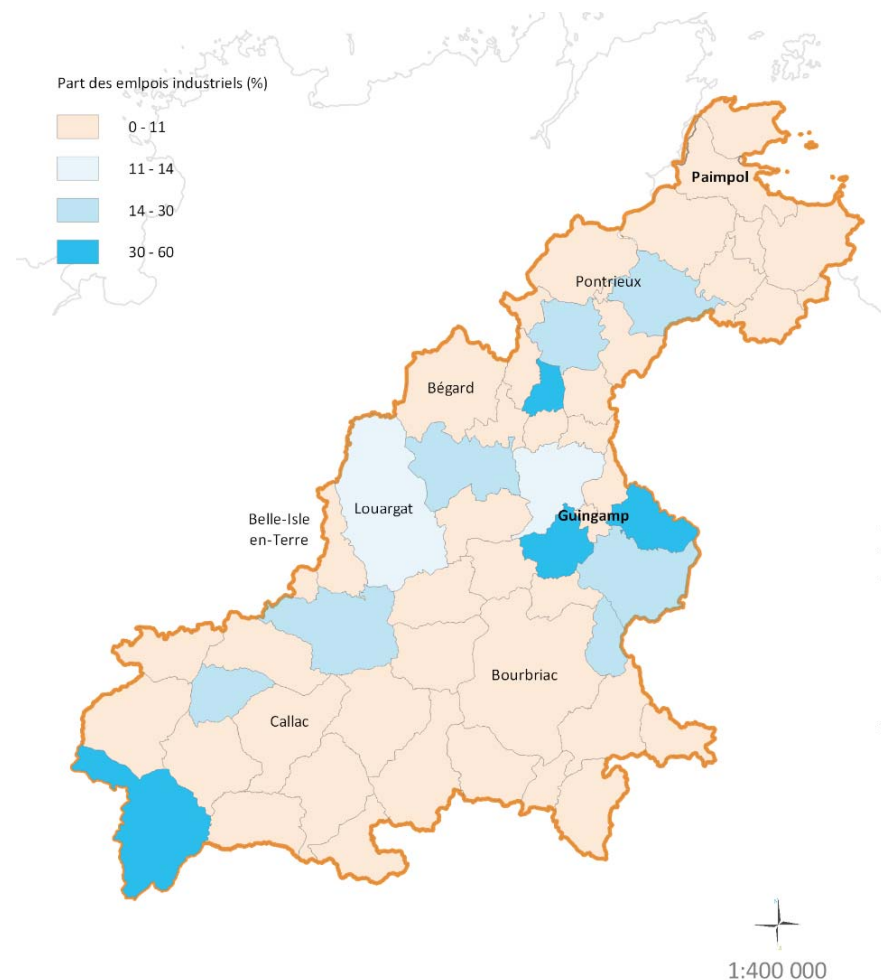 Part des emlpois industriels (%)
0 - 11
11 - 14
14 - 30
30 - 60
Paimpol
Pontrieux
Bégard
Louargat
Belle-Isle
en-Terre
Guingamp
Bourbriac
Callac
1:400 000